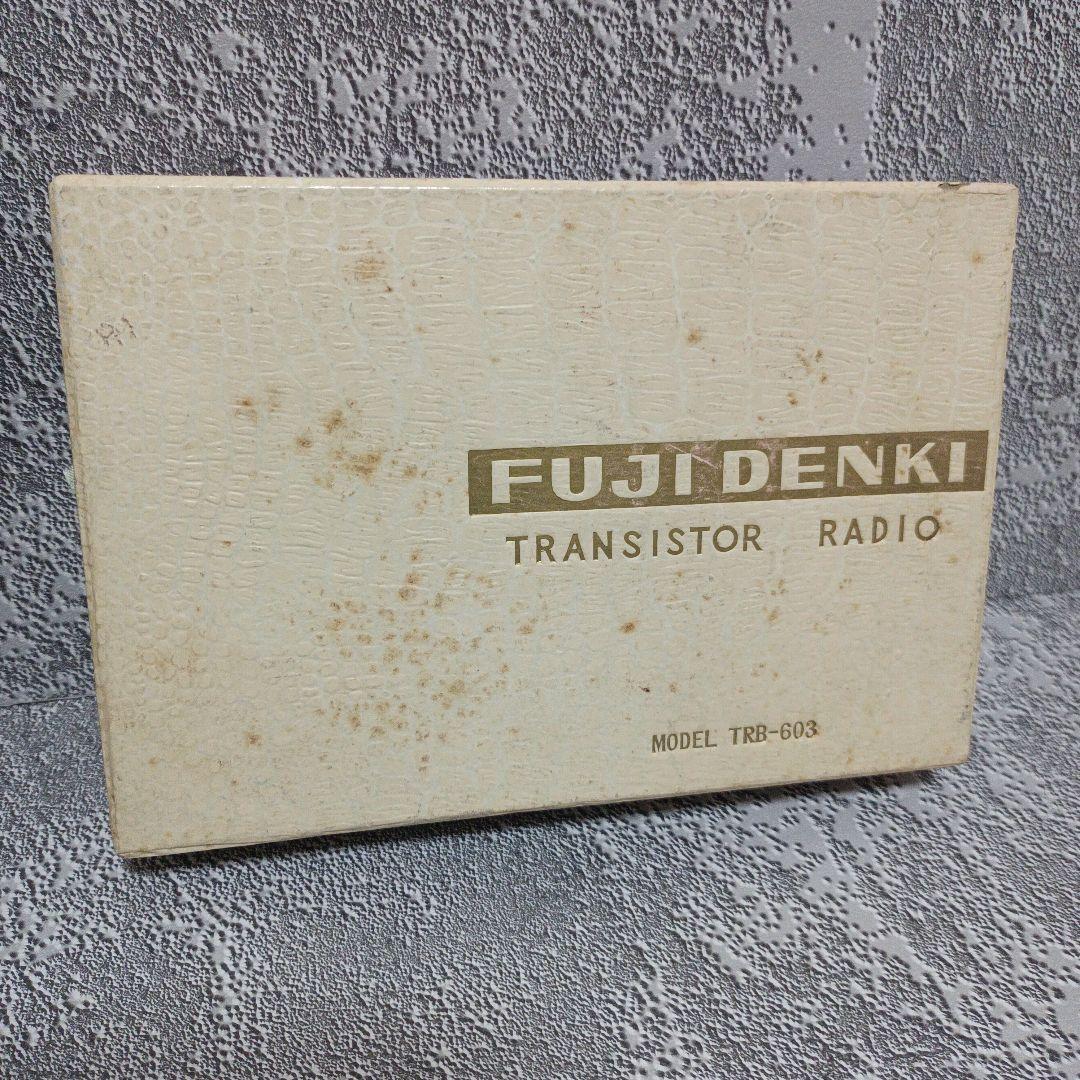 FUJI DENKI
TRANSISTOR RADIO
MODEL TRB-603